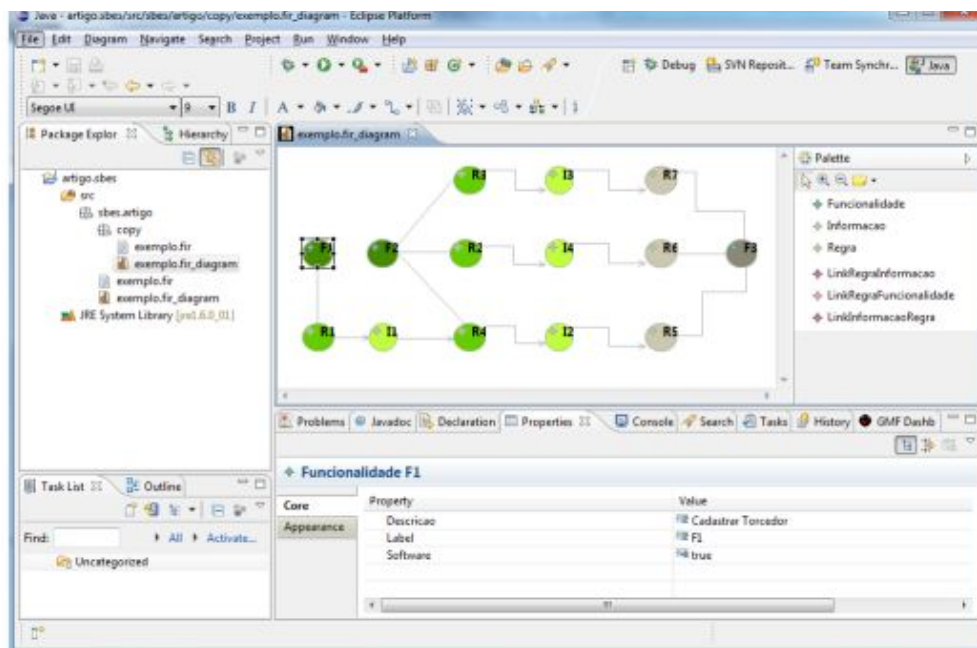 Java - artigo.sbes/src/sbes/artigo/copy/exemplo.fir_diagram - Eclipse Platform
File Edit Diagram Navigate Search Project Run Window Help
Debug SVN Reposit... Team Synchr... Java
Segoe UI 9 B I A
Package Explor Hierarchy
exemplo.fir_diagram
artigo.sbes
src
sbes.artigo
copy
exemplo.fir
exemplo.fir_diagram
exemplo.fir
exemplo.fir_diagram
JRE System Library [jre1.6.0_01]
R3 I3 R7
F1 F2 R2 I4 R6 F3
R1 I1 R4 I2 R5
Palette
Funcionalidade
Informacao
Regra
LinkRegraInformacao
LinkRegraFuncionalidade
LinkInformacaoRegra
Problems Javadoc Declaration Properties Console Search Tasks History GMF Dashb
Funcionalidade F1
Core
Appearance
Property Value
Descricao Cadastrar Torcedor
Label F1
Software true
Task List Outline
Find: All Activate...
Uncategorized